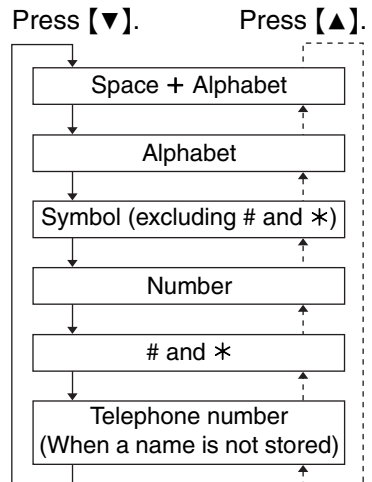 Press【▼】. Press【▲】.
Space + Alphabet
Alphabet
Symbol (excluding # and ＊)
Number
# and ＊
Telephone number
(When a name is not stored)